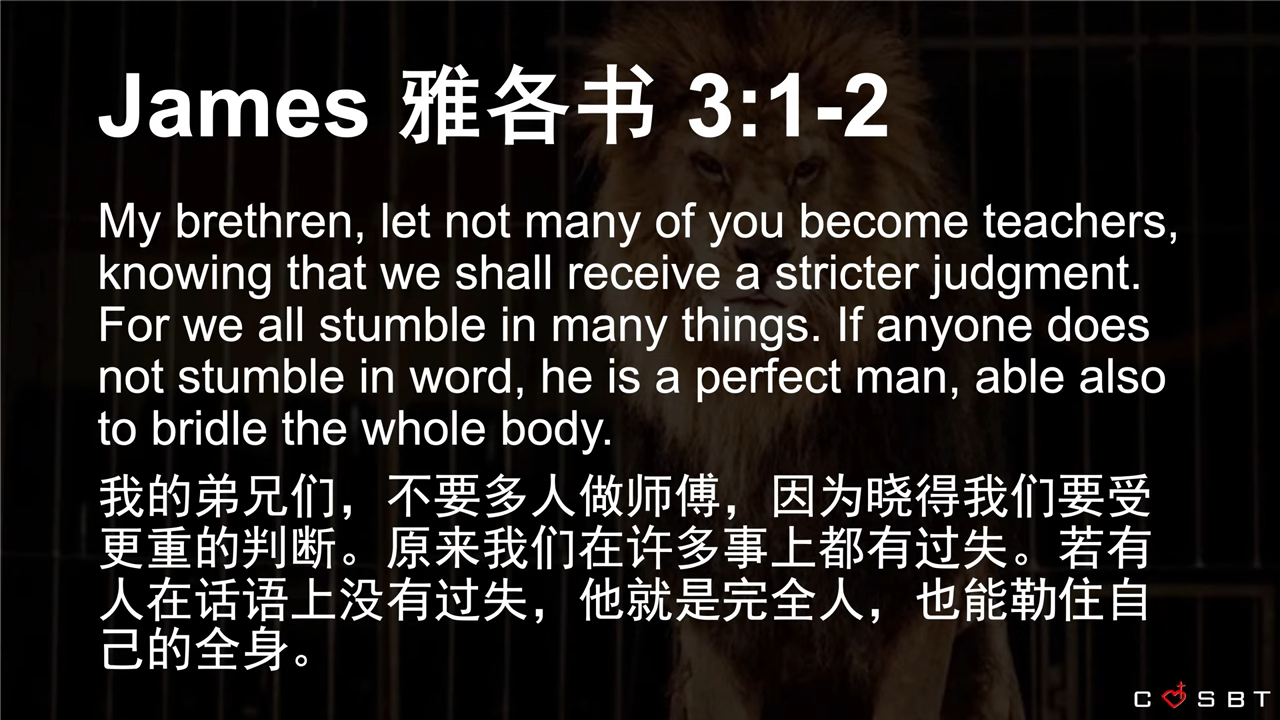 James 雅各书 3:1-2
My brethren, let not many of you become teachers,
knowing that we shall receive a stricter judgment.
For we all stumble in many things. If anyone does
not stumble in word, he is a perfect man, able also
to bridle the whole body.
我的弟兄们，不要多人做师傅，因为晓得我们要受
更重的判断。原来我们在许多事上都有过失。若有
人在话语上没有过失，他就是完全人，也能勒住自
己的全身。
C SBT